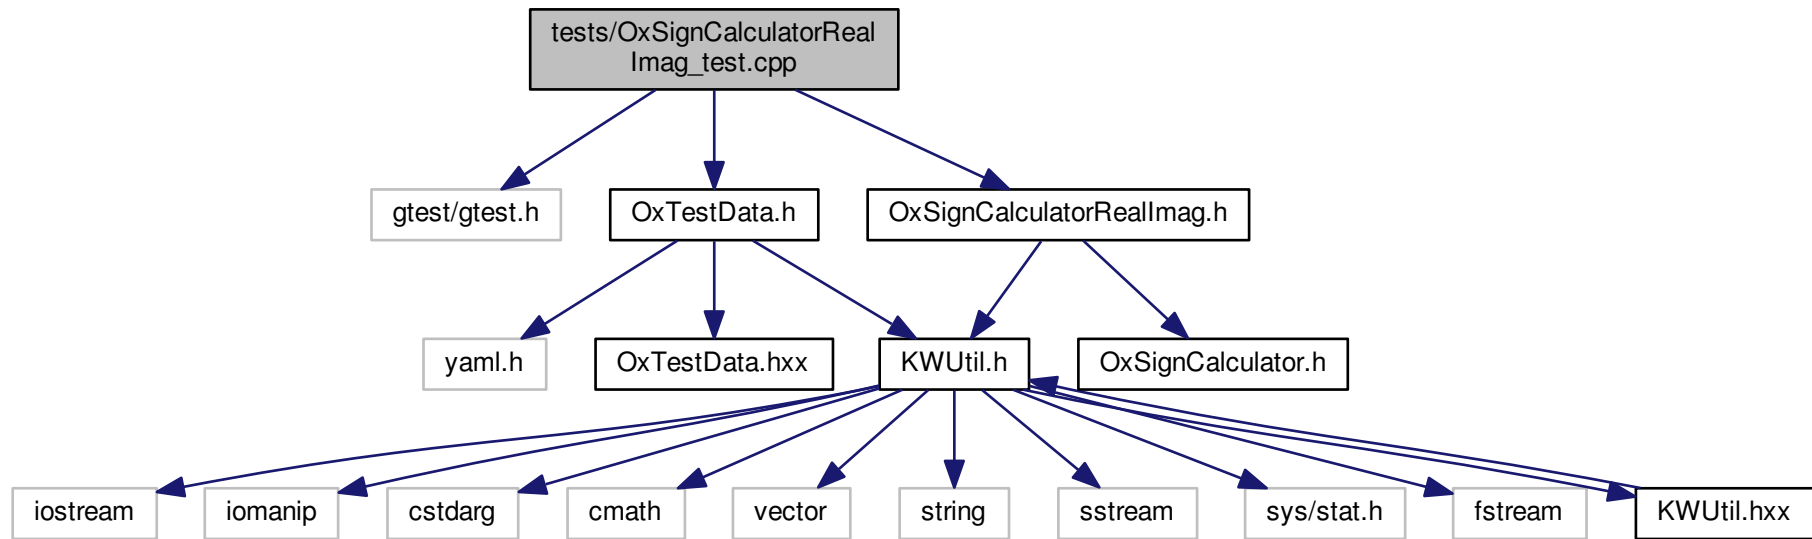 tests/OxSignCalculatorReal
Imag_test.cpp
gtest/gtest.h
OxTestData.h
OxSignCalculatorRealImag.h
yaml.h
OxTestData.hxx
KWUtil.h
OxSignCalculator.h
iostream
iomanip
cstdarg
cmath
vector
string
sstream
sys/stat.h
fstream
KWUtil.hxx